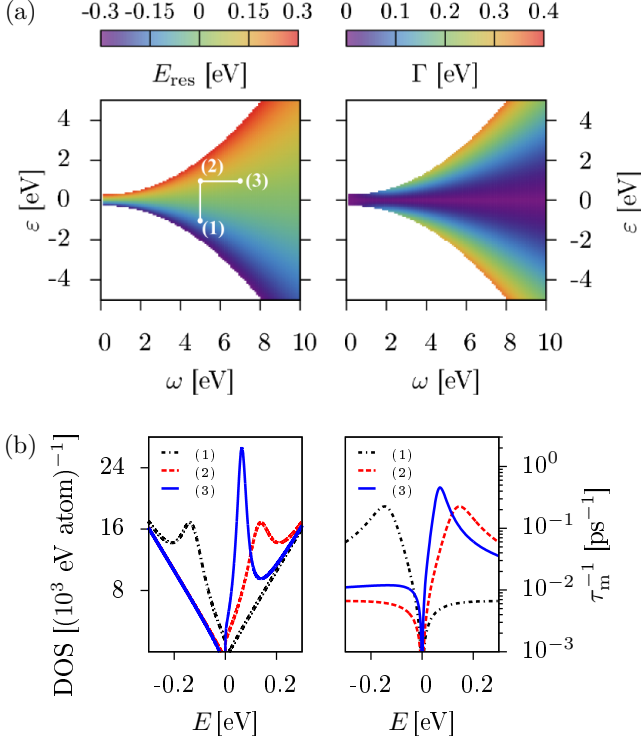 (a)
-0.3 -0.15 0 0.15 0.3
E_res [eV]
0 0.1 0.2 0.3 0.4
Γ [eV]
ε [eV]
4
2
0
-2
-4
(2)
(3)
(1)
0 2 4 6 8 10
ω [eV]
4
2
0
-2
-4
ε [eV]
0 2 4 6 8 10
ω [eV]
(b)
DOS [(10³ eV atom)⁻¹]
24
16
8
(1)
(2)
(3)
-0.2 0 0.2
E [eV]
(1)
(2)
(3)
10⁰
10⁻¹
10⁻²
10⁻³
τ_m⁻¹ [ps⁻¹]
-0.2 0 0.2
E [eV]